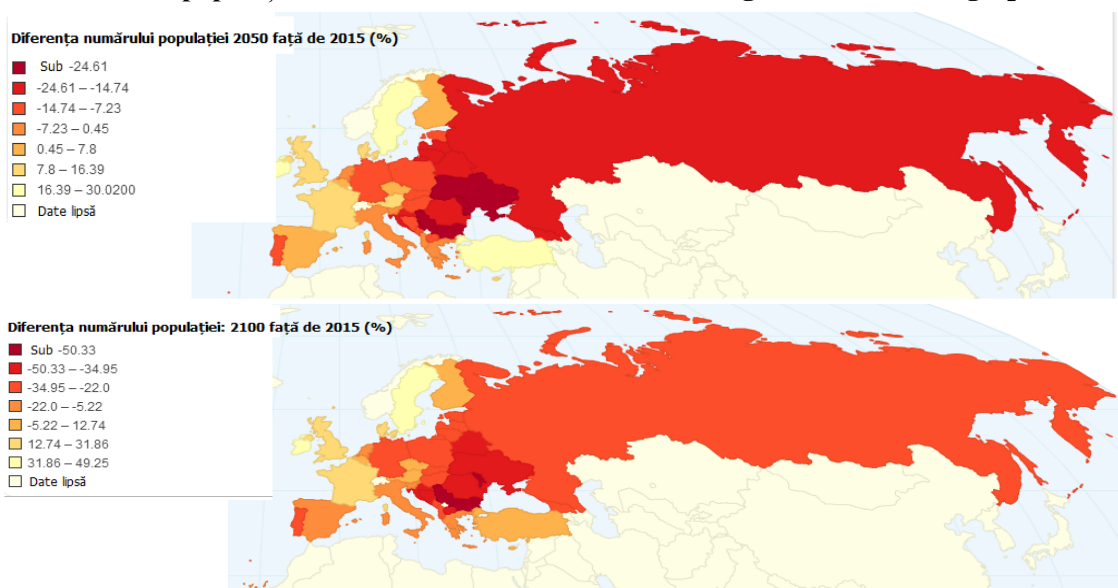 Diferența numărului populației 2050 față de 2015 (%)
Sub -24.61
-24.61 – -14.74
-14.74 – -7.23
-7.23 – 0.45
0.45 – 7.8
7.8 – 16.39
16.39 – 30.0200
Date lipsă
Diferența numărului populației: 2100 față de 2015 (%)
Sub -50.33
-50.33 – -34.95
-34.95 – -22.0
-22.0 – -5.22
-5.22 – 12.74
12.74 – 31.86
31.86 – 49.25
Date lipsă